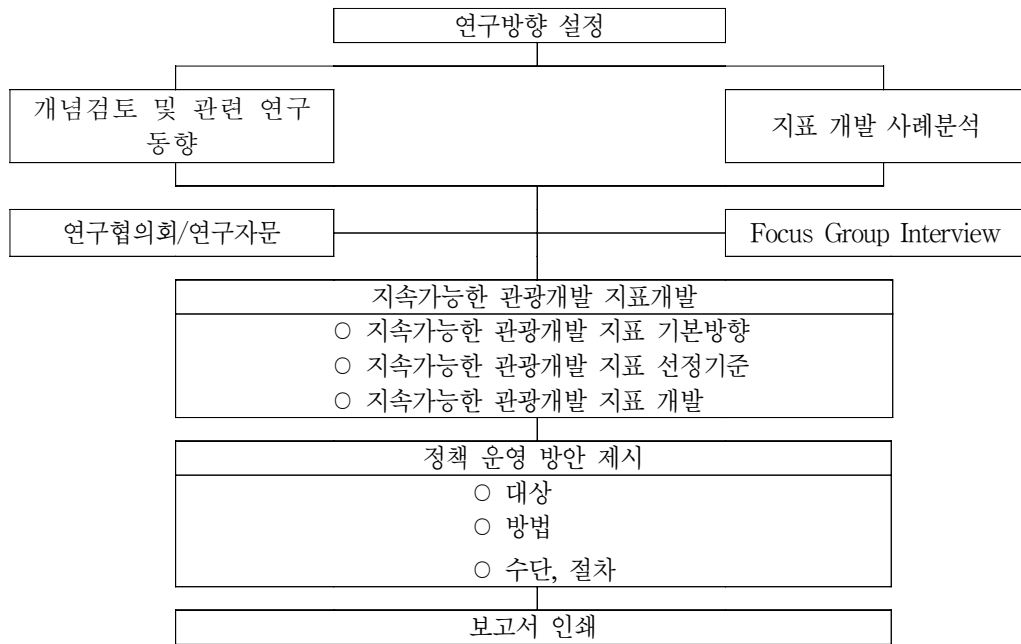 연구방향 설정
개념검토 및 관련 연구
동향
지표 개발 사례분석
연구협의회/연구자문
Focus Group Interview
지속가능한 관광개발 지표개발
○ 지속가능한 관광개발 지표 기본방향
○ 지속가능한 관광개발 지표 선정기준
○ 지속가능한 관광개발 지표 개발
정책 운영 방안 제시
○ 대상
○ 방법
○ 수단, 절차
보고서 인쇄